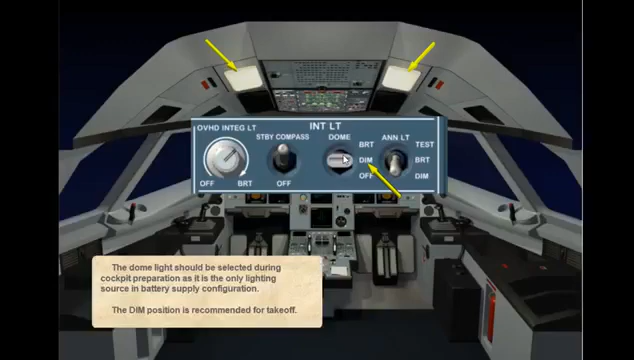 INT LT
OVHD INTEG LT
STBY COMPASS
DOME
ANN LT
BRT
TEST
DIM
BRT
OFF
BRT
OFF
OFF
DIM
The dome light should be selected during
cockpit preparation as it is the only lighting
source in battery supply configuration.
The DIM position is recommended for takeoff.